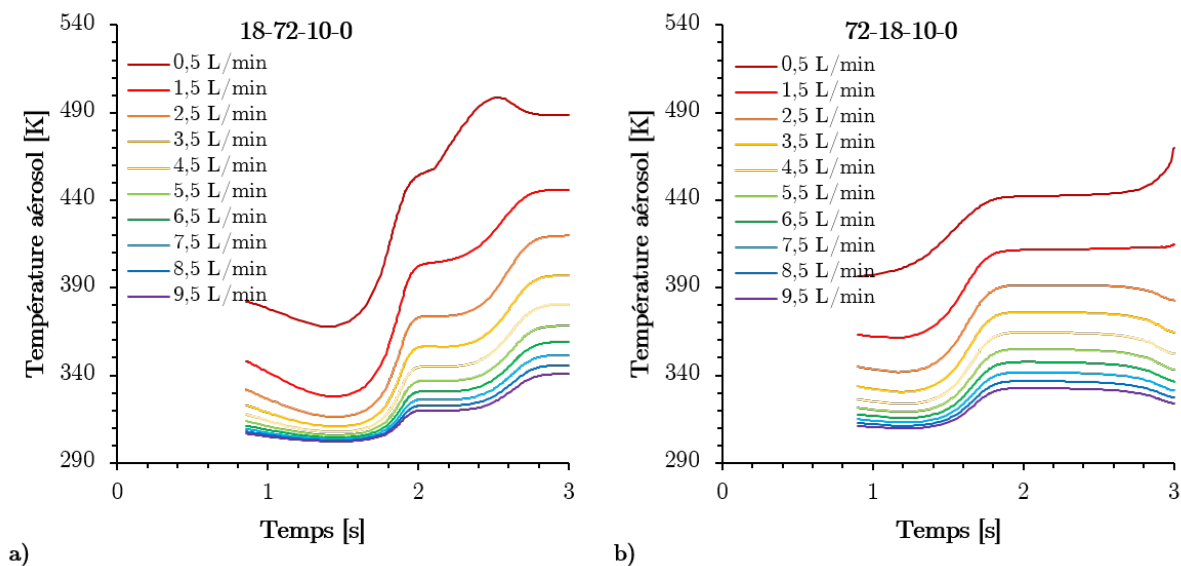 18-72-10-0
Température aérosol [K]
540
490
440
390
340
290
0,5 L/min
1,5 L/min
2,5 L/min
3,5 L/min
4,5 L/min
5,5 L/min
6,5 L/min
7,5 L/min
8,5 L/min
9,5 L/min
0
1
2
3
Temps [s]
a)
72-18-10-0
Température aérosol [K]
540
490
440
390
340
290
0,5 L/min
1,5 L/min
2,5 L/min
3,5 L/min
4,5 L/min
5,5 L/min
6,5 L/min
7,5 L/min
8,5 L/min
9,5 L/min
0
1
2
3
Temps [s]
b)